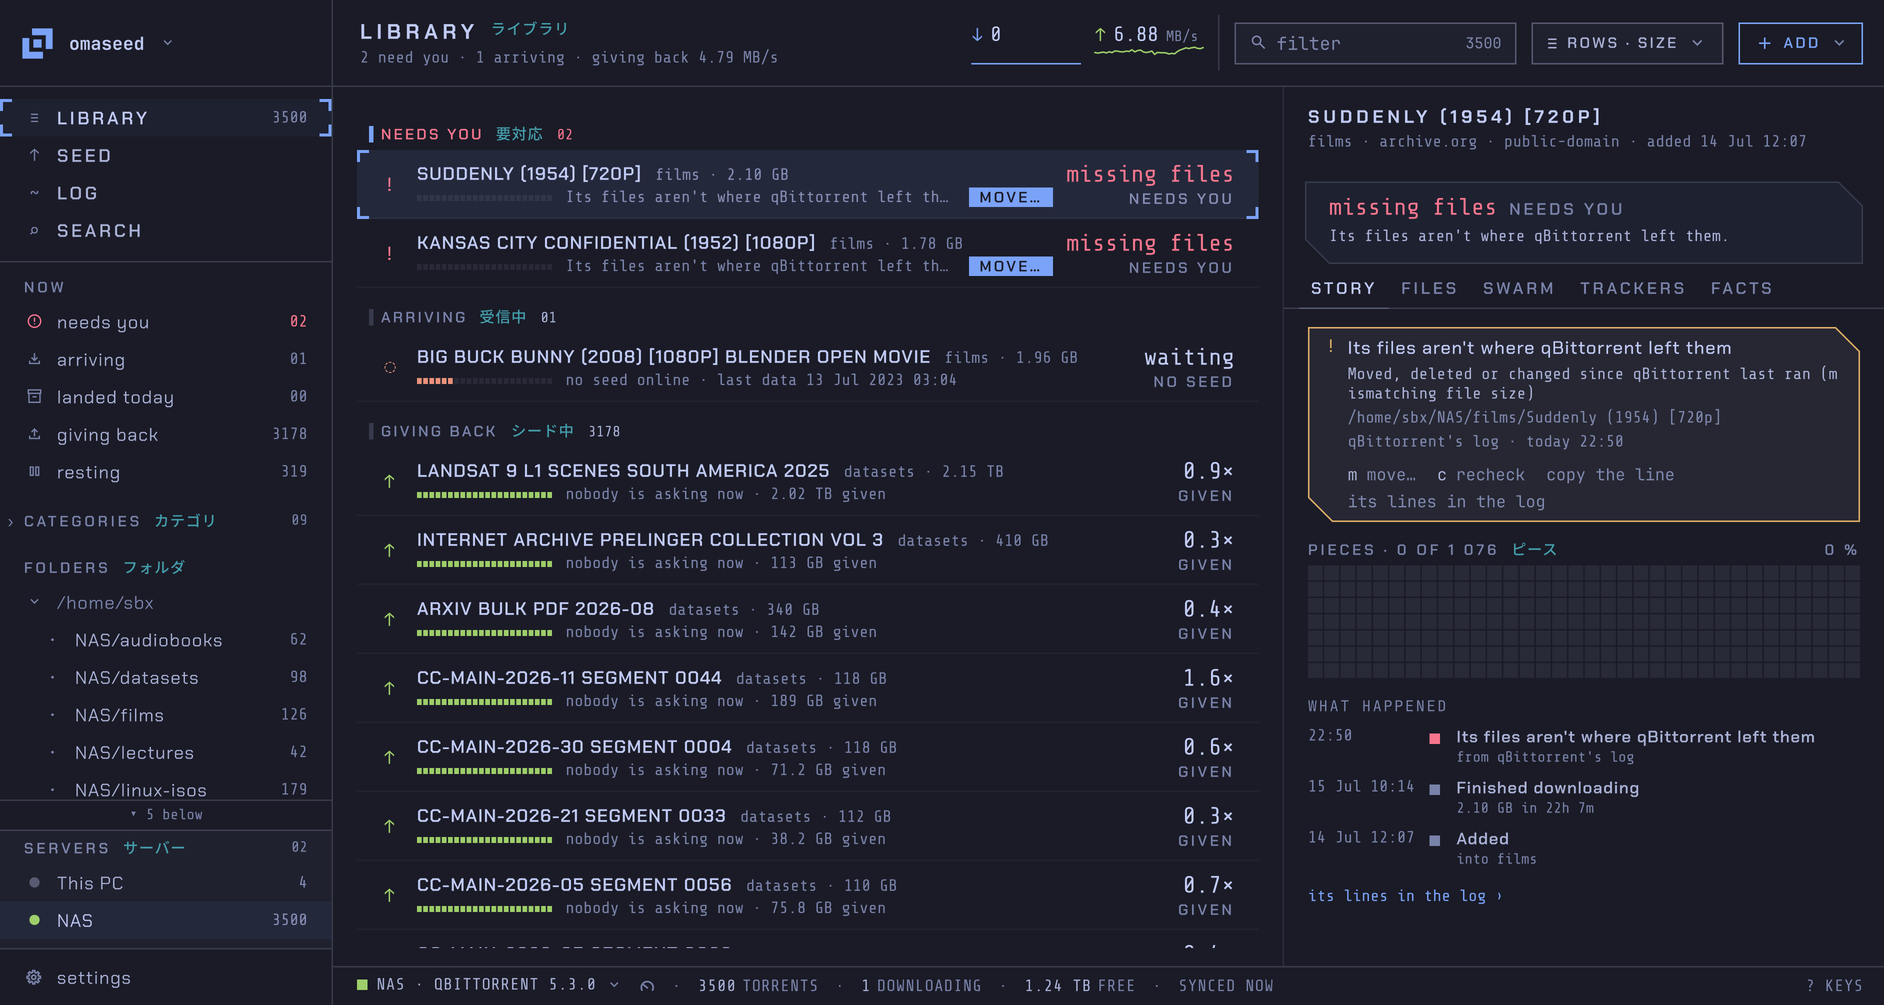 omaseed
LIBRARY 3500
SEED
LOG
SEARCH
NOW
needs you 02
arriving 01
landed today 00
giving back 3178
resting 319
CATEGORIES カテゴリ 09
FOLDERS フォルダ
/home/sbx
NAS/audiobooks 62
NAS/datasets 98
NAS/films 126
NAS/lectures 42
NAS/linux-isos 179
5 below
SERVERS サーバー 02
This PC 4
NAS 3500
settings
LIBRARY ライブラリ
2 need you · 1 arriving · giving back 4.79 MB/s
↓ 0
↑ 6.88 MB/s
filter 3500
ROWS · SIZE
+ ADD
NEEDS YOU 要対応 02
! SUDDENLY (1954) [720P] films · 2.10 GB missing files
Its files aren't where qBittorrent left th… MOVE… NEEDS YOU
! KANSAS CITY CONFIDENTIAL (1952) [1080P] films · 1.78 GB missing files
Its files aren't where qBittorrent left th… MOVE… NEEDS YOU
ARRIVING 受信中 01
BIG BUCK BUNNY (2008) [1080P] BLENDER OPEN MOVIE films · 1.96 GB waiting
no seed online · last data 13 Jul 2023 03:04 NO SEED
GIVING BACK シード中 3178
↑ LANDSAT 9 L1 SCENES SOUTH AMERICA 2025 datasets · 2.15 TB 0.9×
nobody is asking now · 2.02 TB given GIVEN
↑ INTERNET ARCHIVE PRELINGER COLLECTION VOL 3 datasets · 410 GB 0.3×
nobody is asking now · 113 GB given GIVEN
↑ ARXIV BULK PDF 2026-08 datasets · 340 GB 0.4×
nobody is asking now · 142 GB given GIVEN
↑ CC-MAIN-2026-11 SEGMENT 0044 datasets · 118 GB 1.6×
nobody is asking now · 189 GB given GIVEN
↑ CC-MAIN-2026-30 SEGMENT 0004 datasets · 118 GB 0.6×
nobody is asking now · 71.2 GB given GIVEN
↑ CC-MAIN-2026-21 SEGMENT 0033 datasets · 112 GB 0.3×
nobody is asking now · 38.2 GB given GIVEN
↑ CC-MAIN-2026-05 SEGMENT 0056 datasets · 110 GB 0.7×
nobody is asking now · 75.8 GB given GIVEN
SUDDENLY (1954) [720P]
films · archive.org · public-domain · added 14 Jul 12:07
missing files NEEDS YOU
Its files aren't where qBittorrent left them.
STORY FILES SWARM TRACKERS FACTS
! Its files aren't where qBittorrent left them
Moved, deleted or changed since qBittorrent last ran (m
ismatching file size)
/home/sbx/NAS/films/Suddenly (1954) [720p]
qBittorrent's log · today 22:50
m move… c recheck copy the line
its lines in the log
PIECES · 0 OF 1 076 ピース 0 %
WHAT HAPPENED
22:50 Its files aren't where qBittorrent left them
from qBittorrent's log
15 Jul 10:14 Finished downloading
2.10 GB in 22h 7m
14 Jul 12:07 Added
into films
its lines in the log ›
NAS · QBITTORRENT 5.3.0 · 3500 TORRENTS · 1 DOWNLOADING · 1.24 TB FREE · SYNCED NOW
? KEYS